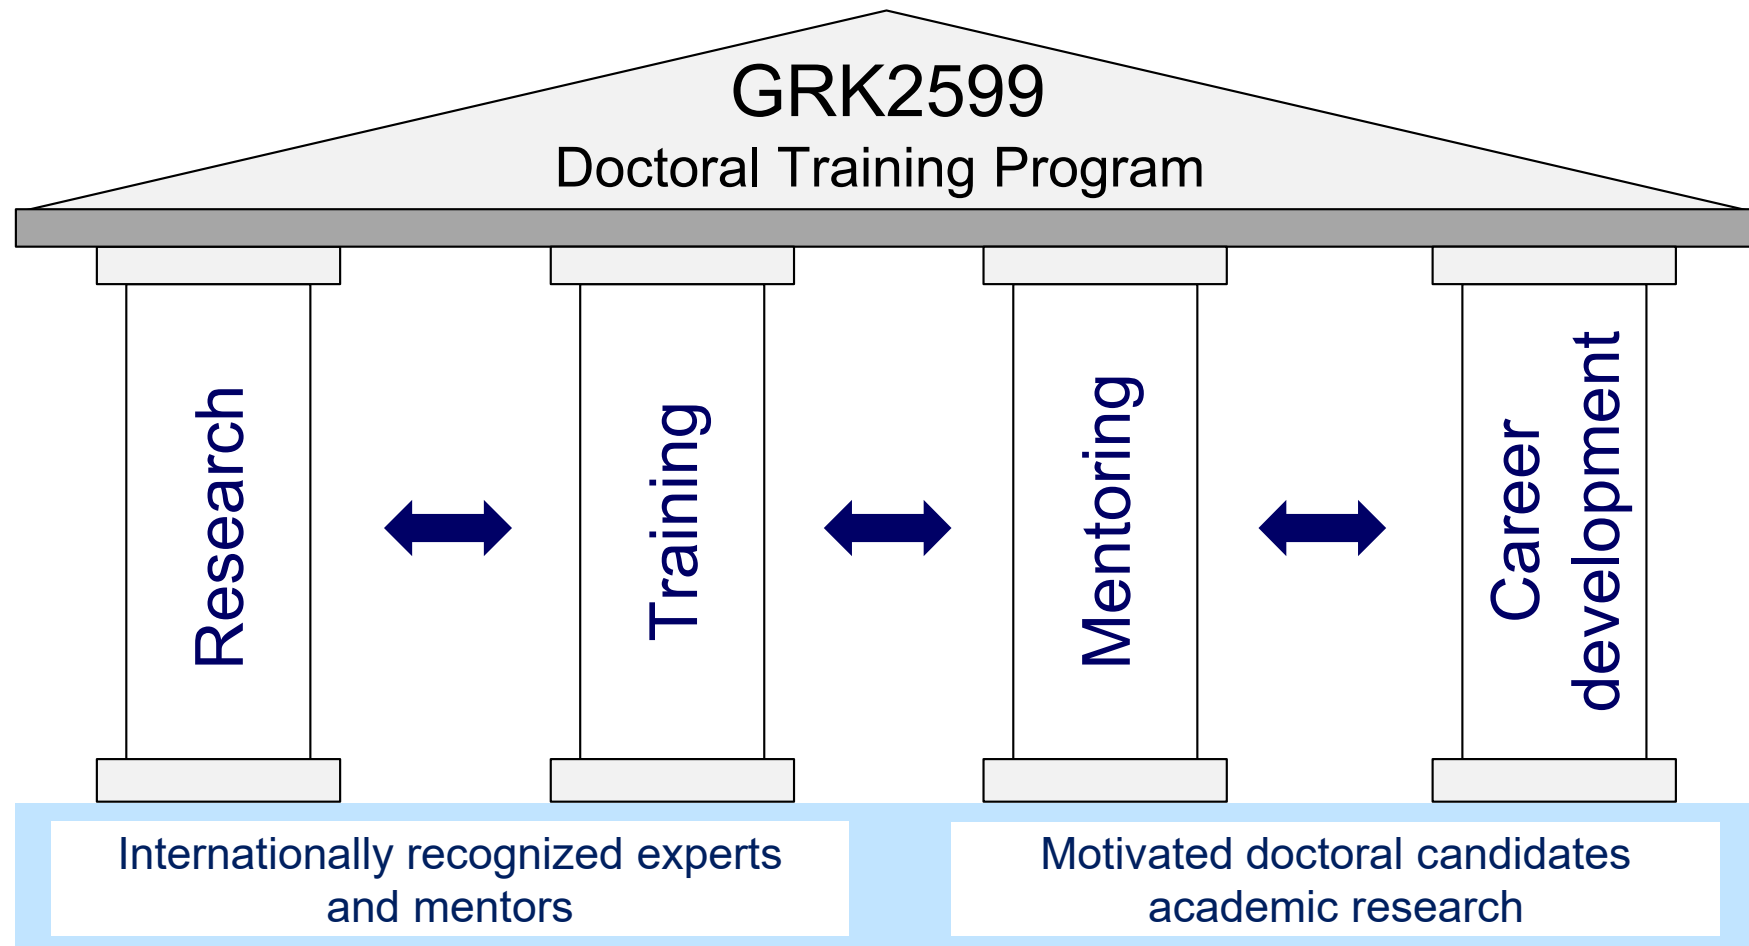 GRK2599
Doctoral Training Program
Research
Training
Mentoring
Career
development
Internationally recognized experts
and mentors
Motivated doctoral candidates
academic research